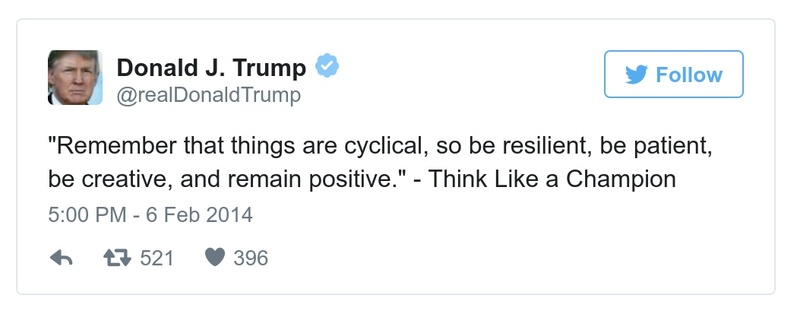 Donald J. Trump
@realDonaldTrump
Follow
"Remember that things are cyclical, so be resilient, be patient,
be creative, and remain positive." - Think Like a Champion
5:00 PM - 6 Feb 2014
521 396